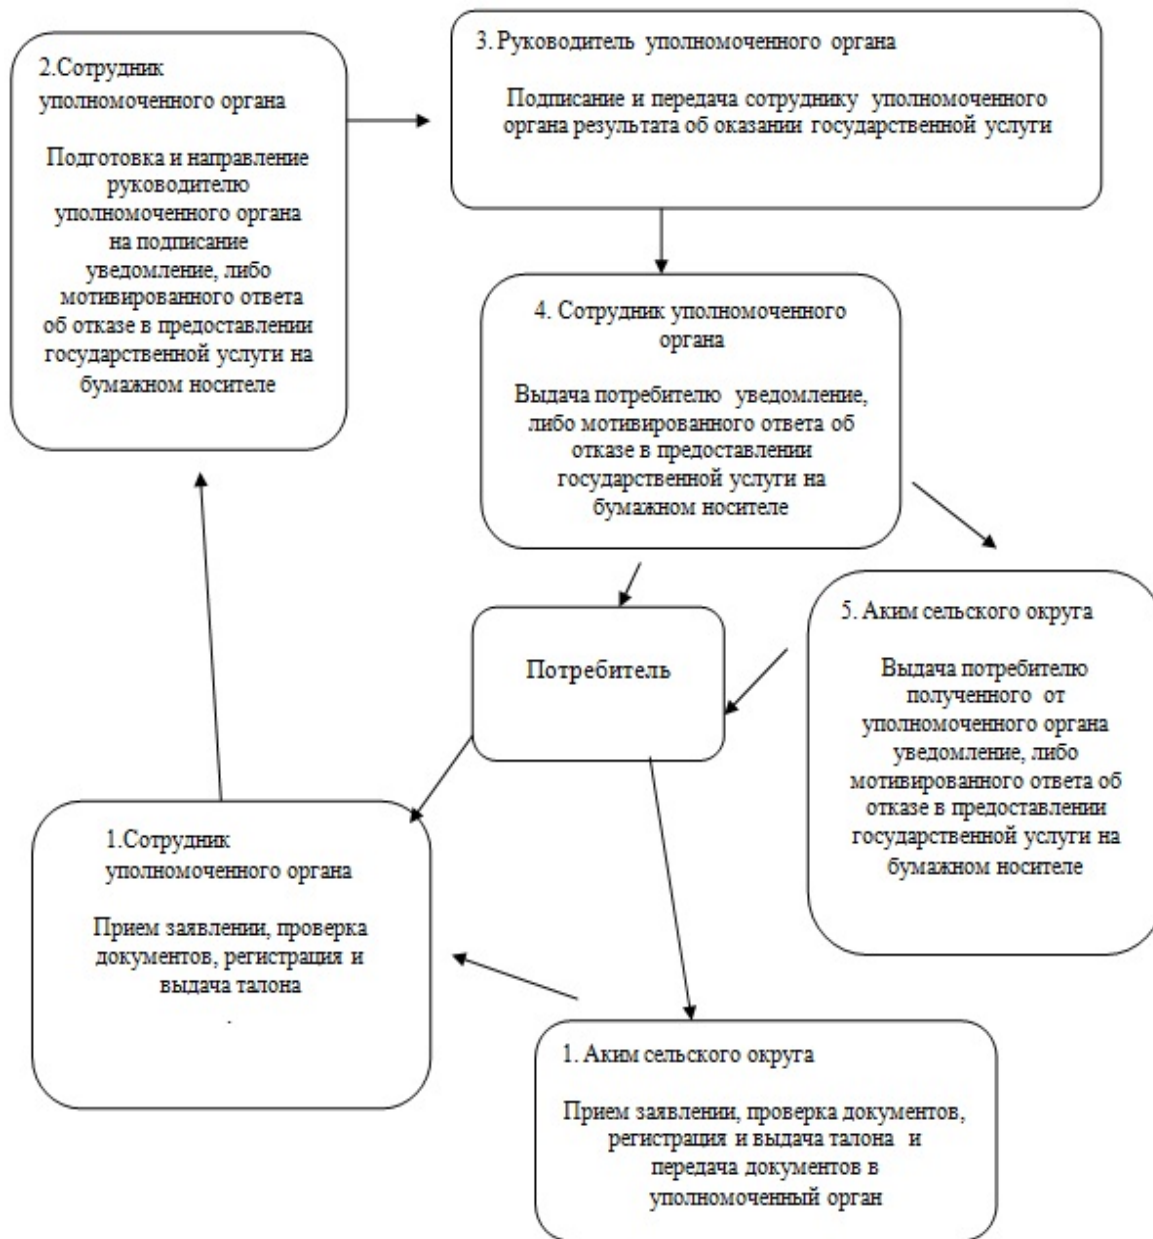 2.Сотрудник
уполномоченного органа
Подготовка и направление
руководителю
уполномоченного органа
на подписание
уведомление, либо
мотивированного ответа
об отказе в предоставлении
государственной услуги на
бумажном носителе
3. Руководитель уполномоченного органа
Подписание и передача сотруднику уполномоченного
органа результата об оказании государственной услуги
4. Сотрудник уполномоченного
органа
Выдача потребителю уведомление,
либо мотивированного ответа об
отказе в предоставлении
государственной услуги на
бумажном носителе
Потребитель
5. Аким сельского округа
Выдача потребителю
полученного от
уполномоченного органа
уведомление, либо
мотивированного ответа об
отказе в предоставлении
государственной услуги на
бумажном носителе
1.Сотрудник
уполномоченного органа
Прием заявлении, проверка
документов, регистрация и
выдача талона
.
1. Аким сельского округа
Прием заявлении, проверка документов,
регистрация и выдача талона и
передача документов в
уполномоченный орган